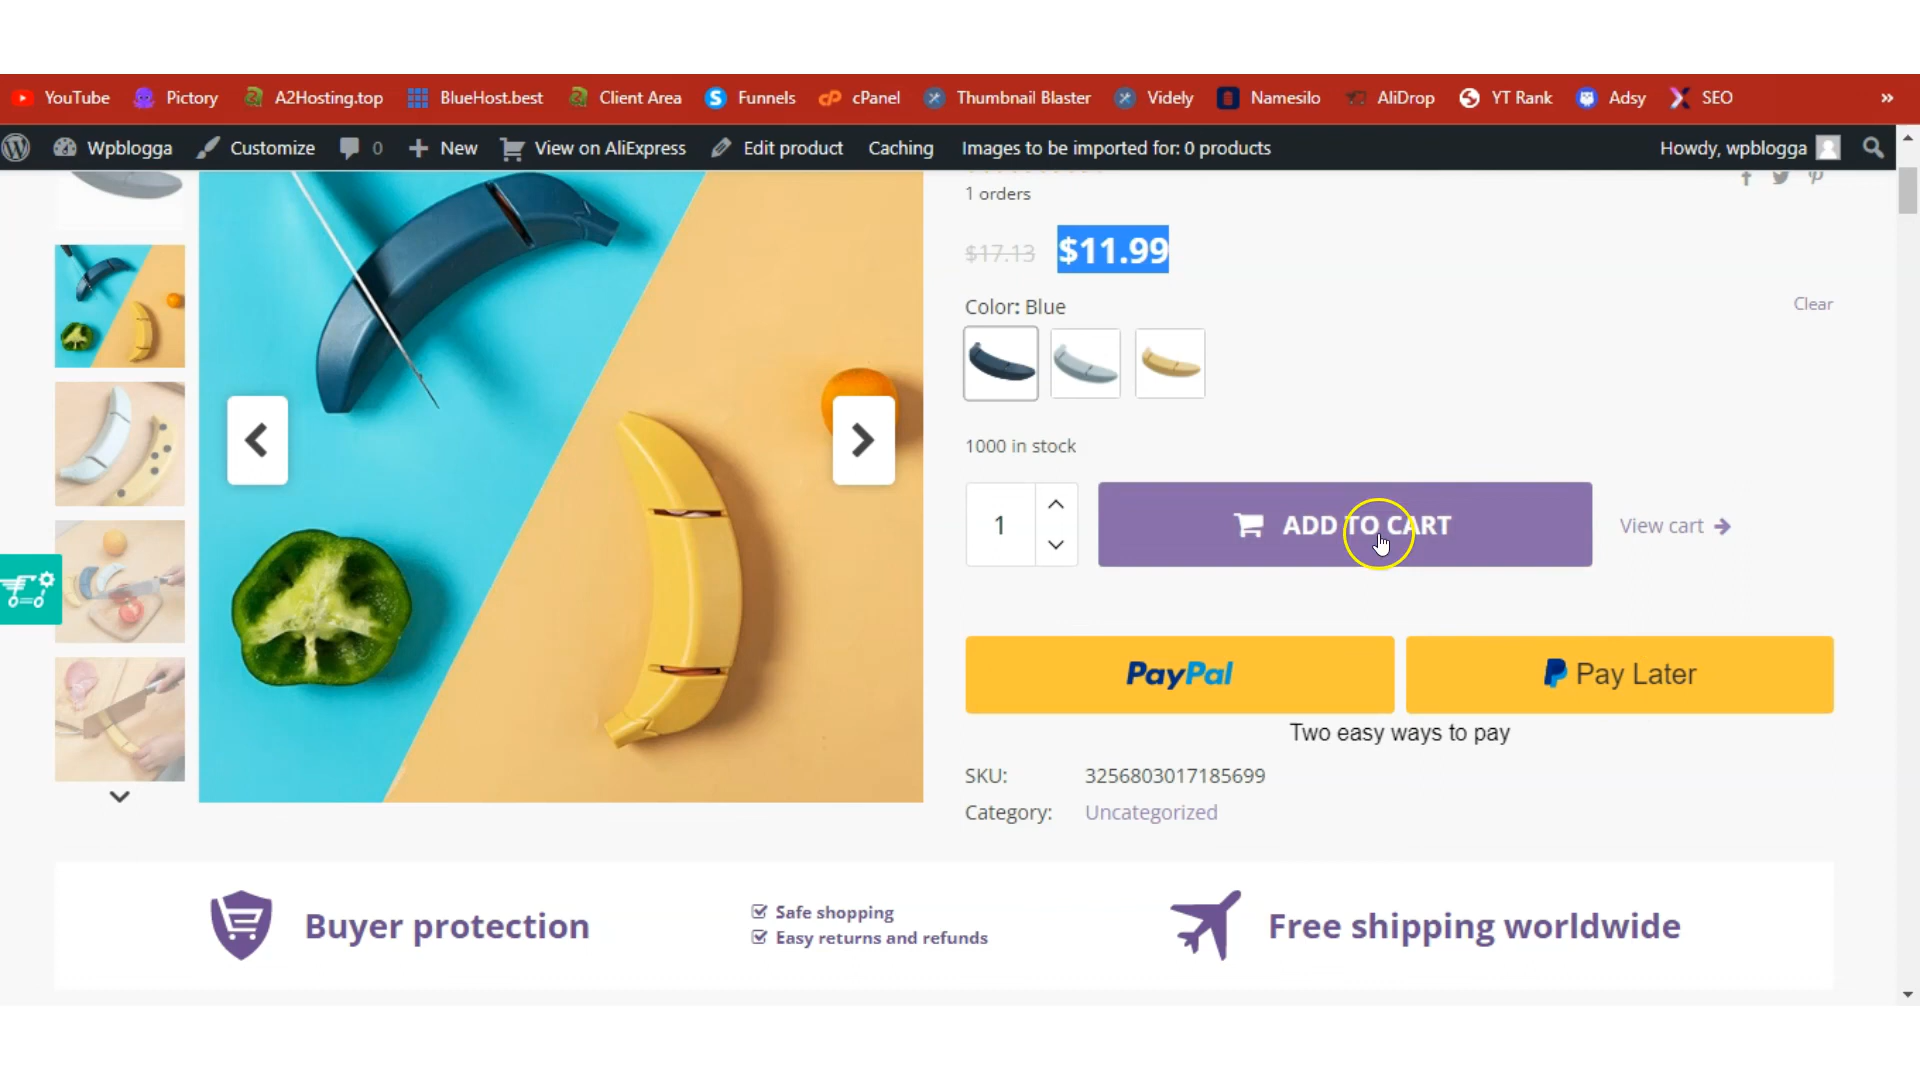 YouTube Pictory A2Hosting.top BlueHost.best Client Area Funnels cPanel Thumbnail Blaster Videly Namesilo AliDrop YT Rank Adsy SEO »
Wpblogga Customize 0 New View on AliExpress Edit product Caching Images to be imported for: 0 products Howdy, wpblogga
1 orders
$17.13 $11.99
Color: Blue Clear
1000 in stock
1 ADD TO CART View cart
PayPal Pay Later
Two easy ways to pay
SKU: 3256803017185699
Category: Uncategorized
Buyer protection
Safe shopping
Easy returns and refunds
Free shipping worldwide